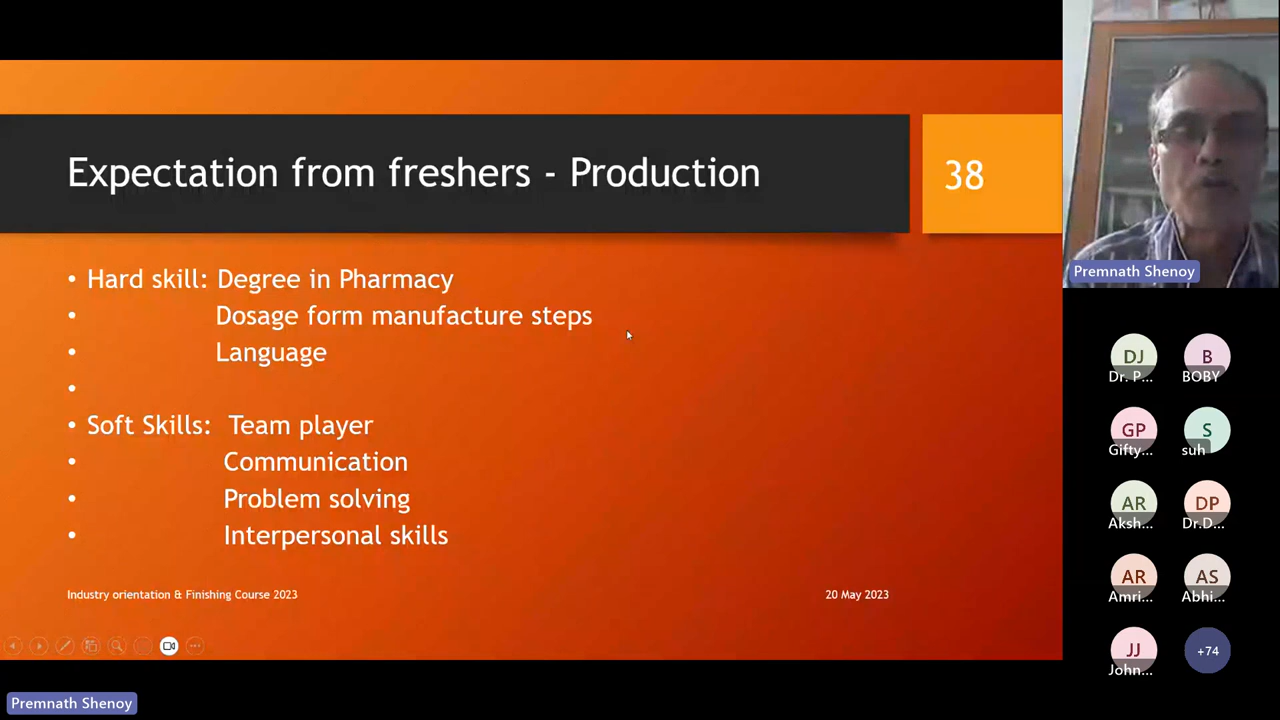 Expectation from freshers - Production
38
• Hard skill: Degree in Pharmacy
• Dosage form manufacture steps
• Language
•
• Soft Skills: Team player
• Communication
• Problem solving
• Interpersonal skills
Industry orientation & Finishing Course 2023
20 May 2023
Premnath Shenoy
Premnath Shenoy
DJ
Dr. P...
B
BOBY
GP
Gifty...
S
suh
AR
Aksh...
DP
Dr.D...
AR
Amri...
AS
Abhi...
JJ
John...
+74